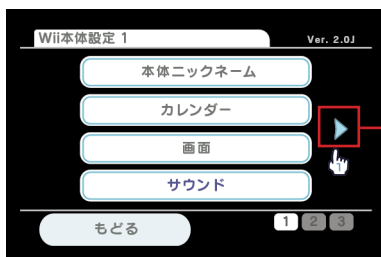 Wii本体設定 1 Ver. 2.0J
本体ニックネーム
カレンダー
画面
サウンド
もどる 1 2 3